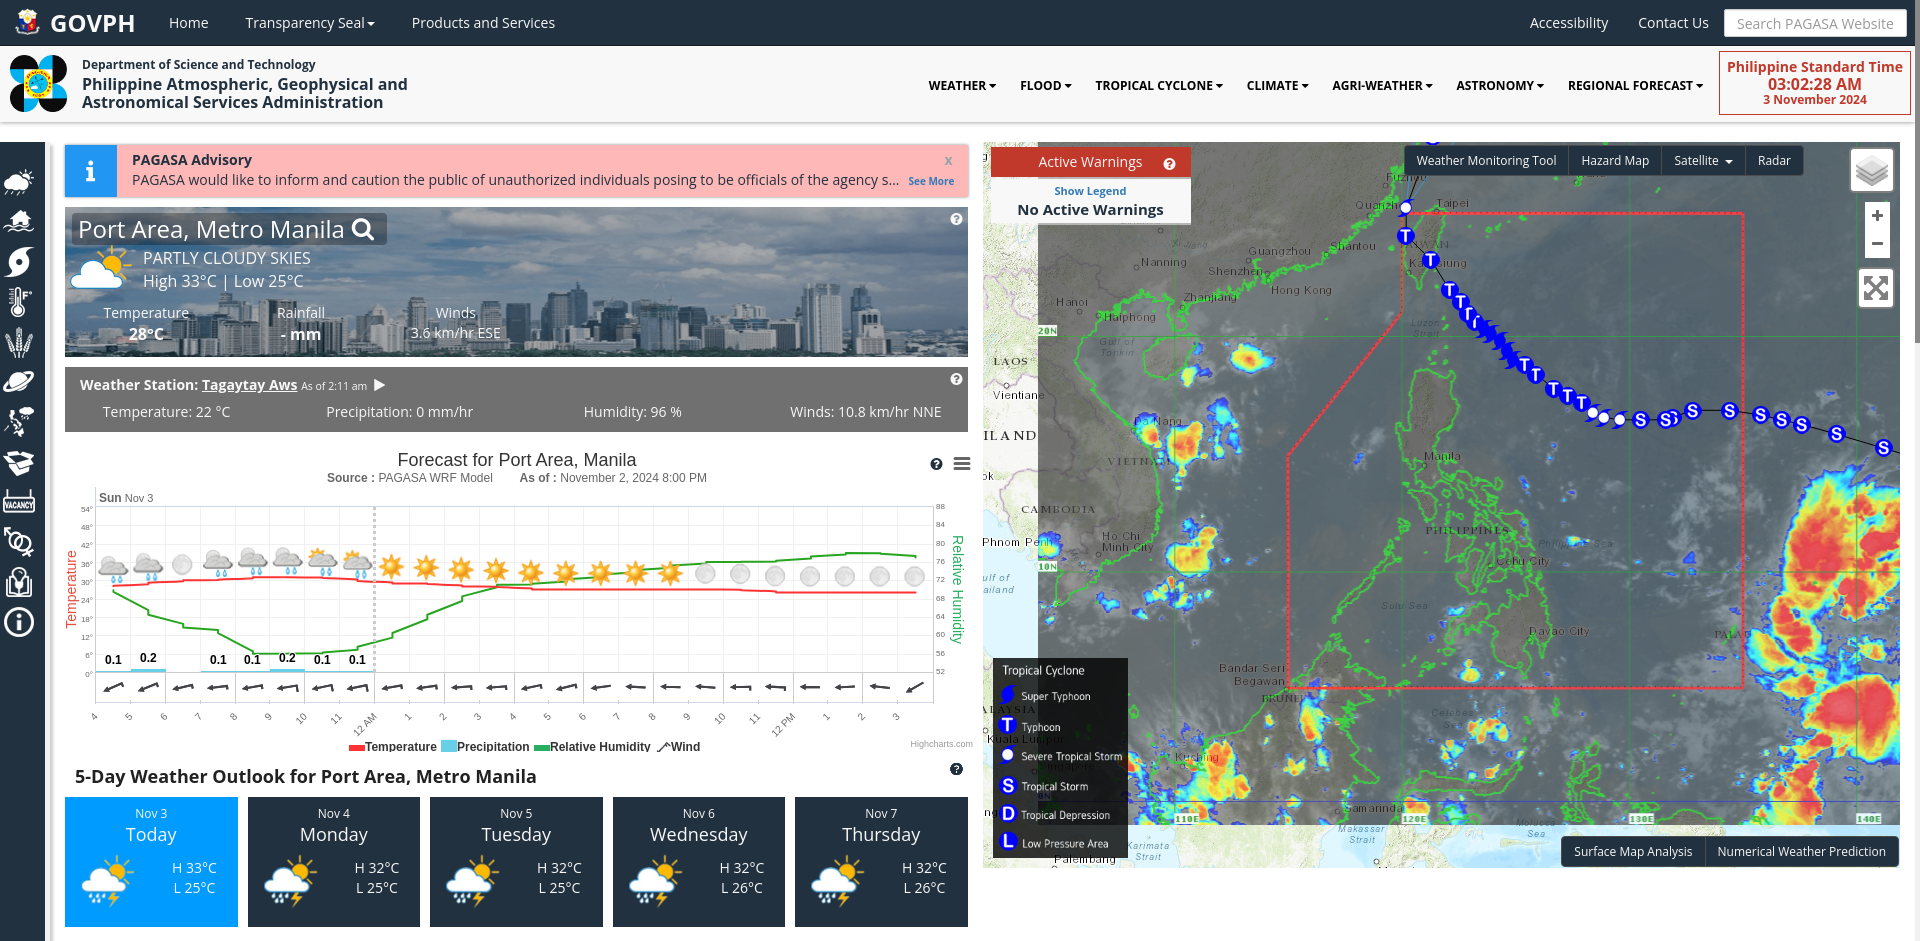 GOVPH
Home
Transparency Seal
Products and Services
Accessibility
Contact Us
Search PAGASA Website
Department of Science and Technology
Philippine Atmospheric, Geophysical and
Astronomical Services Administration
WEATHER
FLOOD
TROPICAL CYCLONE
CLIMATE
AGRI-WEATHER
ASTRONOMY
REGIONAL FORECAST
Philippine Standard Time
03:02:28 AM
3 November 2024
PAGASA Advisory
x
PAGASA would like to inform and caution the public of unauthorized individuals posing to be officials of the agency s...
See More
Port Area, Metro Manila
PARTLY CLOUDY SKIES
High 33°C | Low 25°C
Temperature
28°C
Rainfall
- mm
Winds
3.6 km/hr ESE
Weather Station: Tagaytay Aws As of 2:11 am
Temperature: 22 °C
Precipitation: 0 mm/hr
Humidity: 96 %
Winds: 10.8 km/hr NNE
Forecast for Port Area, Manila
Source : PAGASA WRF Model As of : November 2, 2024 8:00 PM
Sun Nov 3
Temperature
54°
48°
42°
36°
30°
24°
18°
12°
6°
0°
88
84
80
76
72
68
64
60
56
52
Relative Humidity
0.1
0.2
0.1
0.1
0.2
0.1
0.1
4
5
6
7
8
9
10
11
12 AM
1
2
3
4
5
6
7
8
9
10
11
12 PM
1
2
3
Temperature
Precipitation
Relative Humidity
Wind
Highcharts.com
5-Day Weather Outlook for Port Area, Metro Manila
Nov 3
Today
H 33°C
L 25°C
Nov 4
Monday
H 32°C
L 25°C
Nov 5
Tuesday
H 32°C
L 25°C
Nov 6
Wednesday
H 32°C
L 26°C
Nov 7
Thursday
H 32°C
L 26°C
VACANCY
Active Warnings
Show Legend
No Active Warnings
Weather Monitoring Tool
Hazard Map
Satellite
Radar
+
−
Fuzhou
Quanzh
Taipei
Guangzhou
Shantou
Nanning
Shenzhen
Hong Kong
Zhanjiang
Hanoi
Haiphong
Gulf of
Tonkin
Luzon
Strait
20N
LAOS
Vientiane
Da Nang
ILAND
VIETNAM
CAMBODIA
Phnom Penh
Ho Chi
Minh City
Manila
PHILIPPINES
Philippine Sea
Cebu City
10N
Sulu Sea
Davao City
PALAU
Bandar Seri
Begawan
BRUNEI
Kuching
Celebes
Sea
Samarinda
110E
120E
130E
140E
Makassar
Strait
Molucca
Sea
Karimata
Strait
Palembang
Tropical Cyclone
Super Typhoon
T Typhoon
Severe Tropical Storm
S Tropical Storm
D Tropical Depression
L Low Pressure Area
Surface Map Analysis
Numerical Weather Prediction